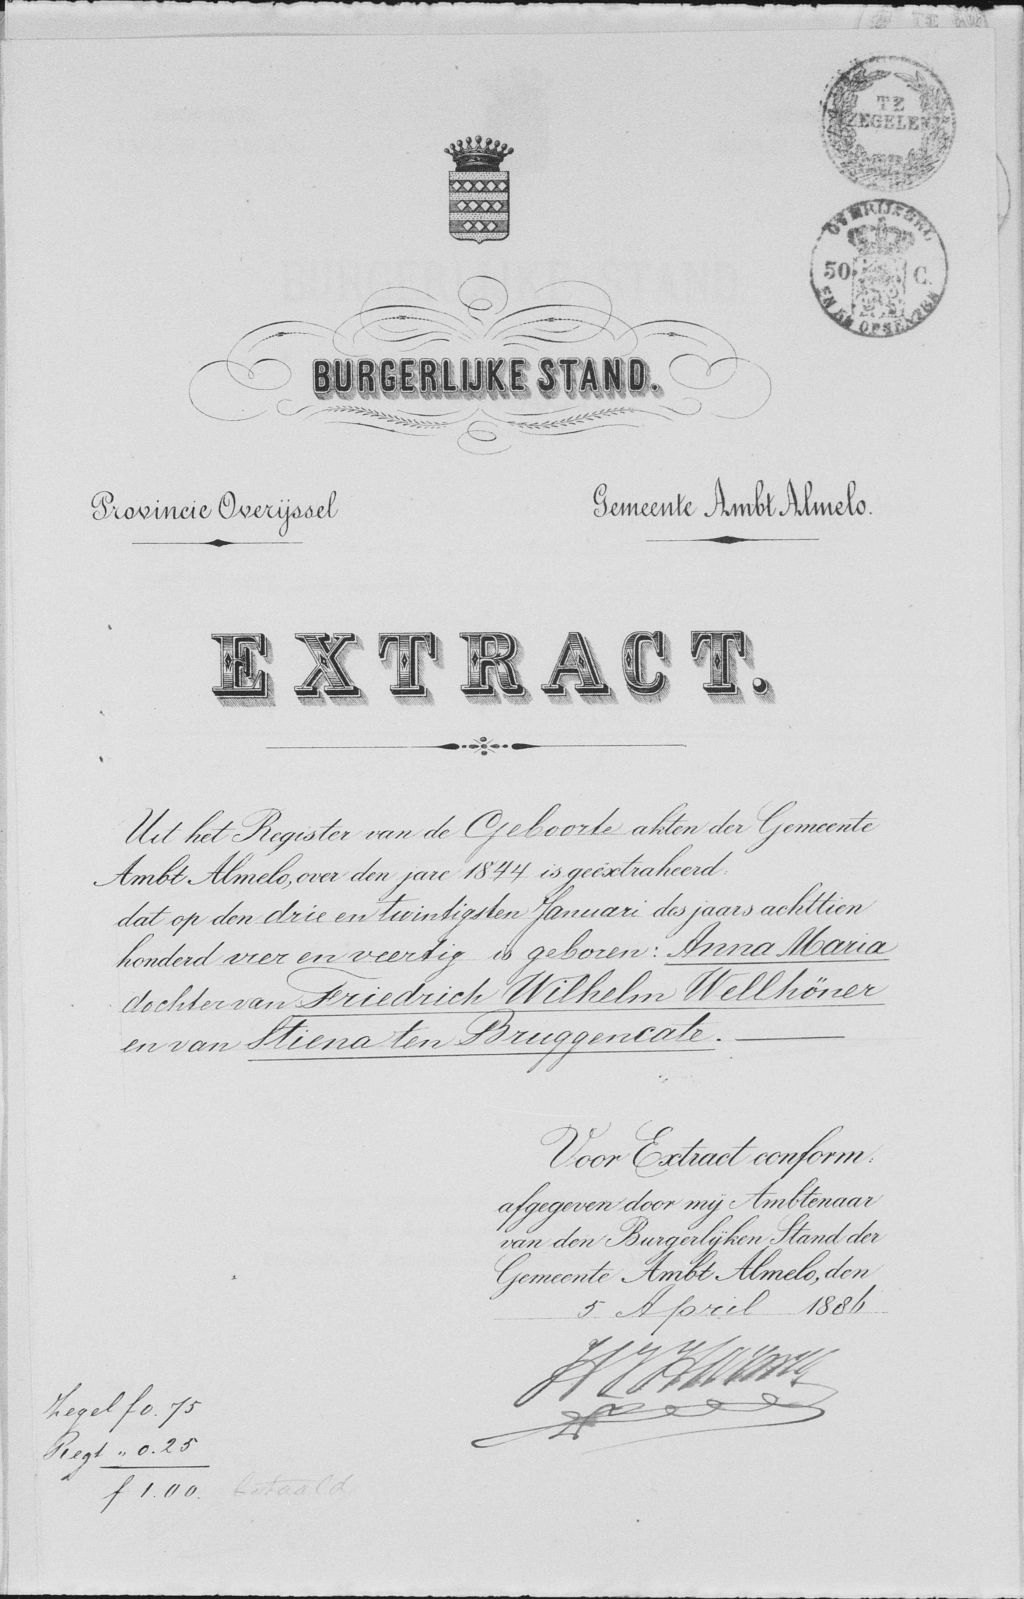 TE
ZEGELEN
OVERIJSSEL
50 C.
EN 38 OPSENTEN
BURGERLIJKE STAND.
Provincie Overijssel
Gemeente Ambt Almelo.
EXTRACT.
Uit het Register van de Geboorte akten der Gemeente
Ambt Almelo, over den jare 1844 is geëxtraheerd:
dat op den drie en twintigsten Januari des jaars achttien
honderd vier en veertig is geboren: Anna Maria
dochter van Friedrich Wilhelm Wellhöner
en van Stiena ten Bruggencate.
Voor Extract conform.
afgegeven door mij Ambtenaar
van den Burgerlijken Stand der
Gemeente Ambt Almelo, den
5 April 1886
Zegel f 0.75
Regt " 0.25
f 1.00. betaald